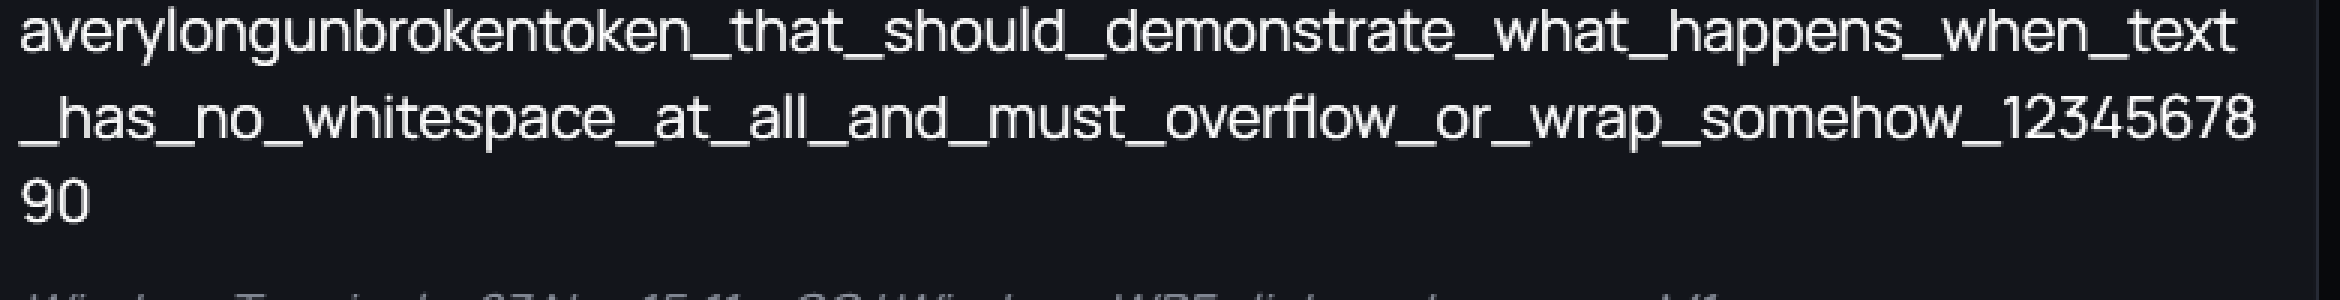 averylongunbrokentoken_that_should_demonstrate_what_happens_when_text
_has_no_whitespace_at_all_and_must_overflow_or_wrap_somehow_12345678
90